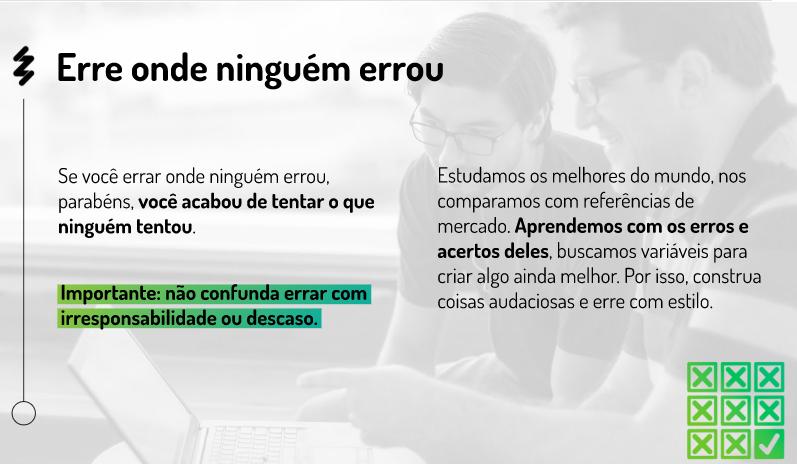 Erre onde ninguém errou
Se você errar onde ninguém errou,
parabéns, você acabou de tentar o que
ninguém tentou.
Importante: não confunda errar com
irresponsabilidade ou descaso.
Estudamos os melhores do mundo, nos
comparamos com referências de
mercado. Aprendemos com os erros e
acertos deles, buscamos variáveis para
criar algo ainda melhor. Por isso, construa
coisas audaciosas e erre com estilo.